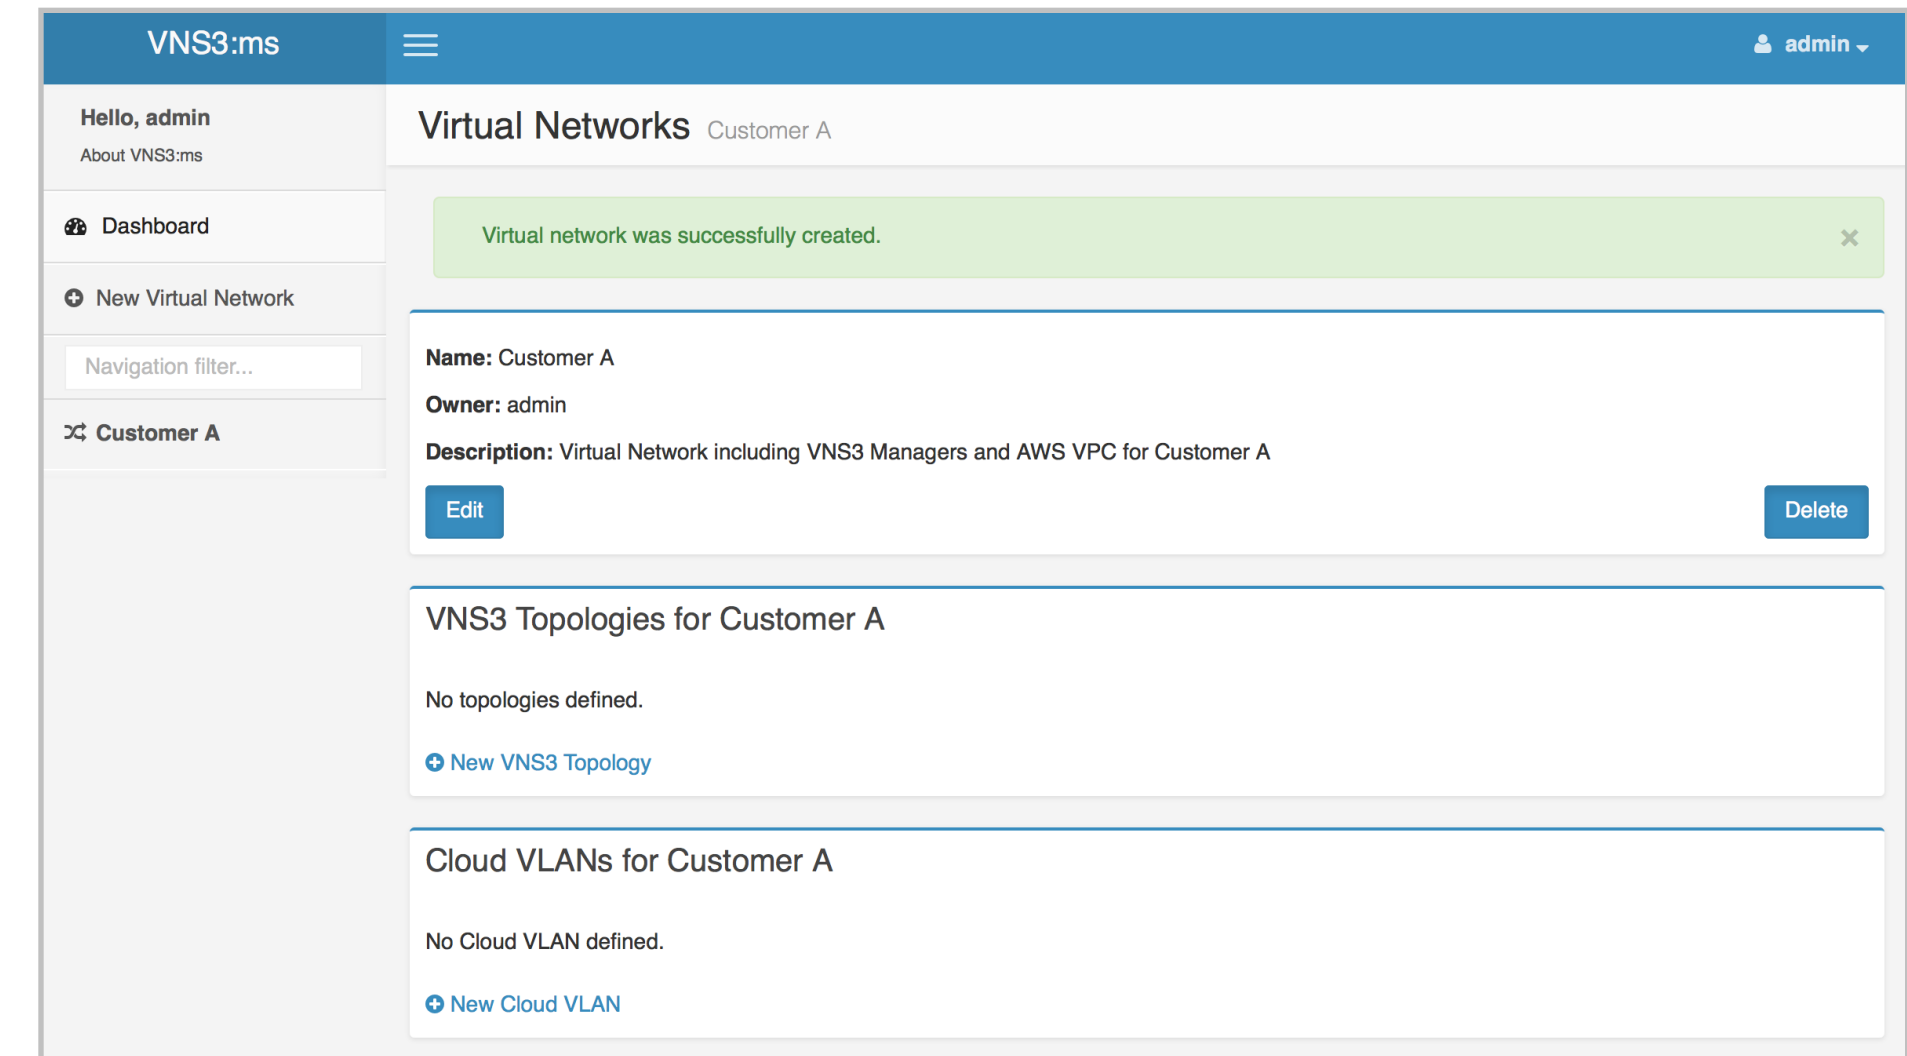 VNS3:ms
admin
Hello, admin
About VNS3:ms
Dashboard
New Virtual Network
Navigation filter...
Customer A
Virtual Networks Customer A
Virtual network was successfully created.
×
Name: Customer A
Owner: admin
Description: Virtual Network including VNS3 Managers and AWS VPC for Customer A
Edit
Delete
VNS3 Topologies for Customer A
No topologies defined.
New VNS3 Topology
Cloud VLANs for Customer A
No Cloud VLAN defined.
New Cloud VLAN